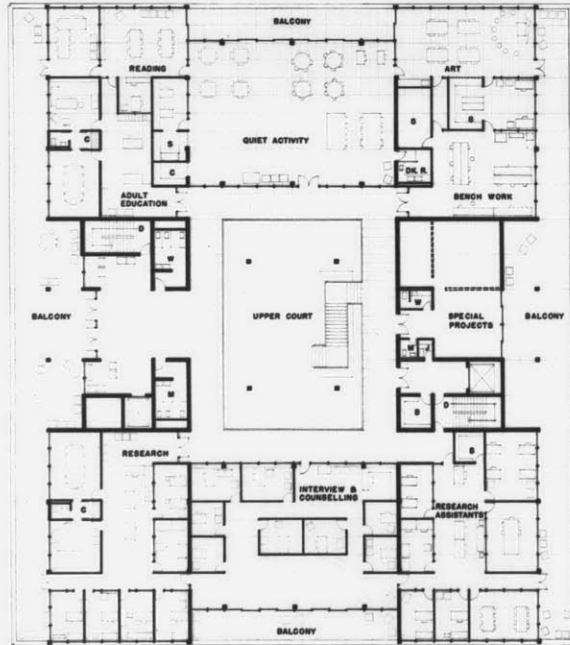 BALCONY
READING
ART
S
S
QUIET ACTIVITY
C
S
C
DK. R.
ADULT
EDUCATION
BENCH WORK
D
W
W
BALCONY
UPPER COURT
SPECIAL
PROJECTS
BALCONY
M
J
M
S
D
RESEARCH
S
INTERVIEW &
COUNSELLING
C
RESEARCH
ASSISTANTS
BALCONY